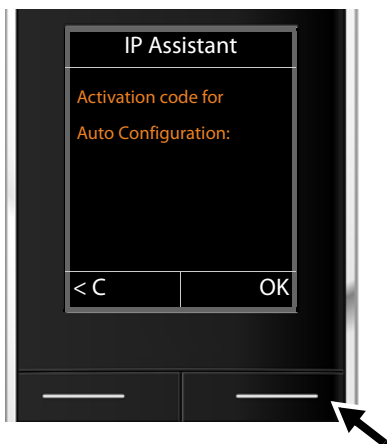 IP Assistant
Activation code for
Auto Configuration:
< C
OK